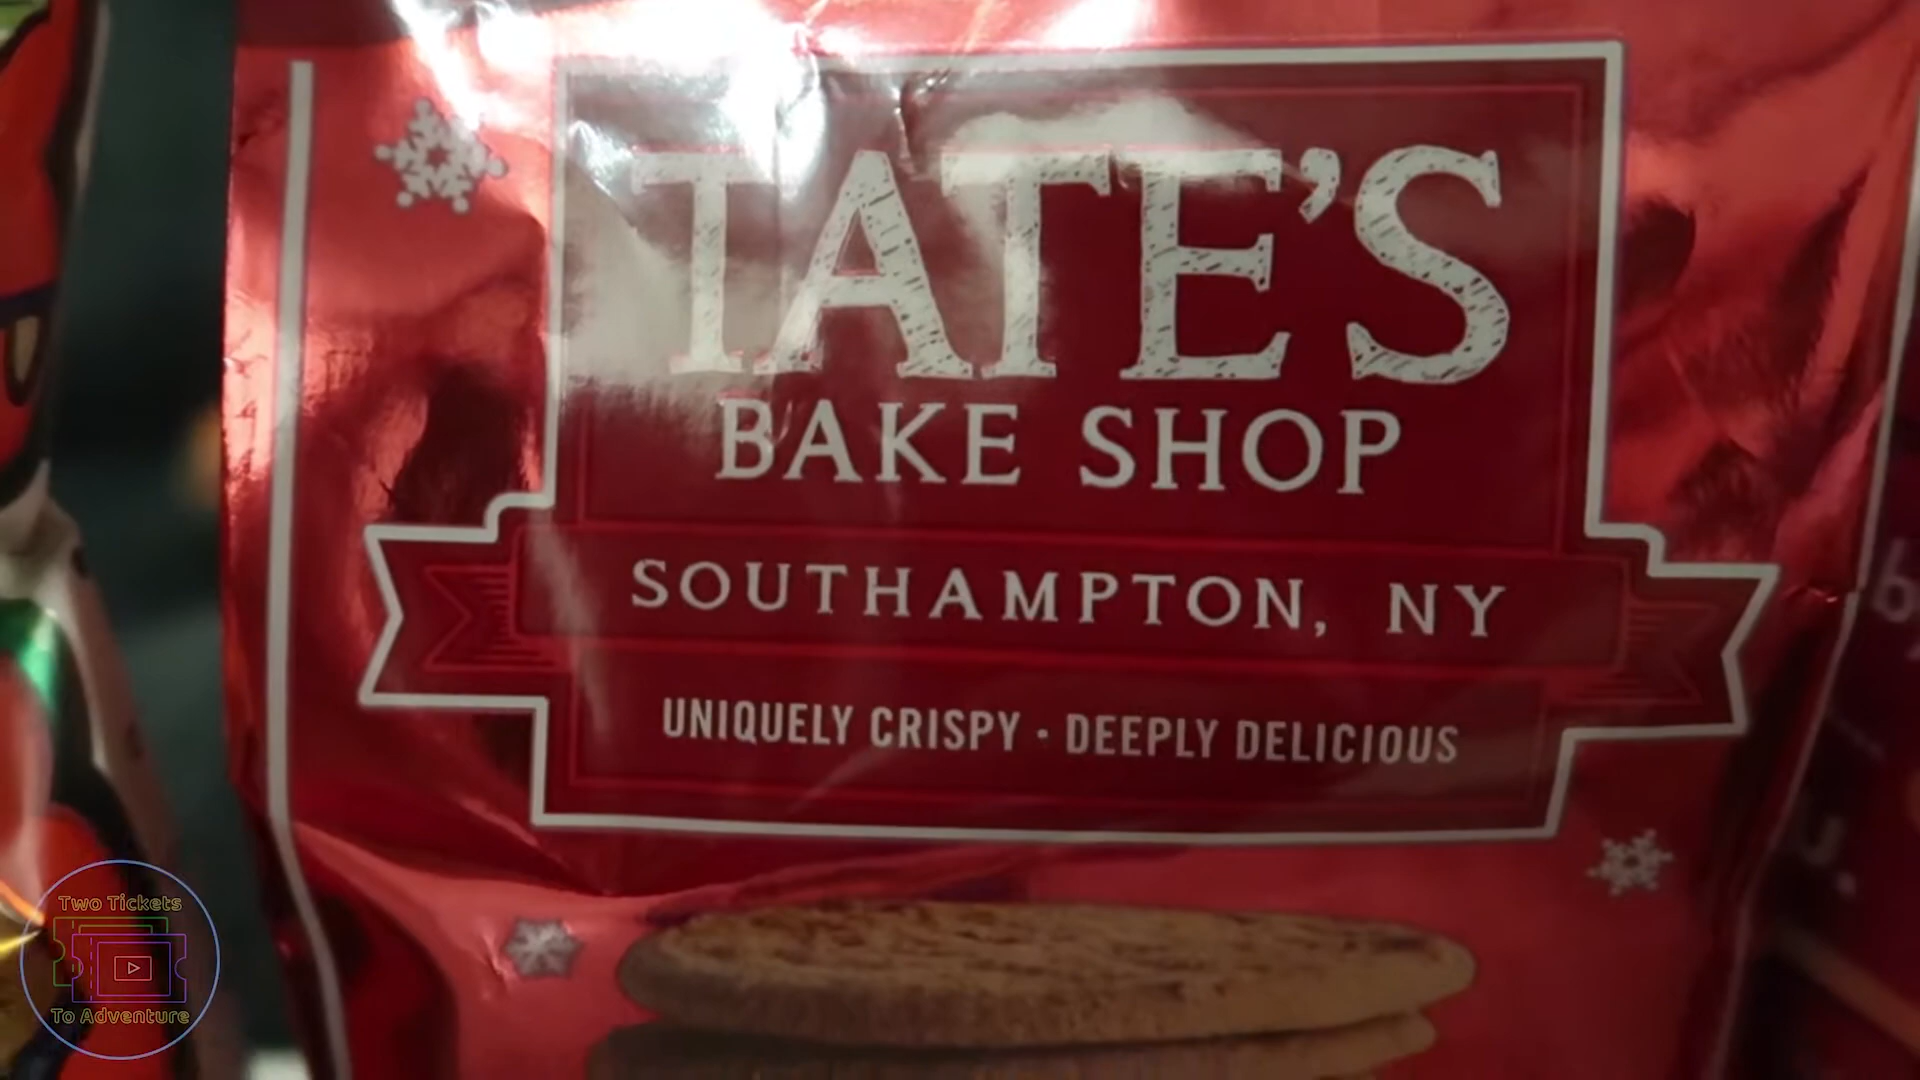 TATE'S
BAKE SHOP
SOUTHAMPTON, NY
UNIQUELY CRISPY · DEEPLY DELICIOUS
Two Tickets
To Adventure